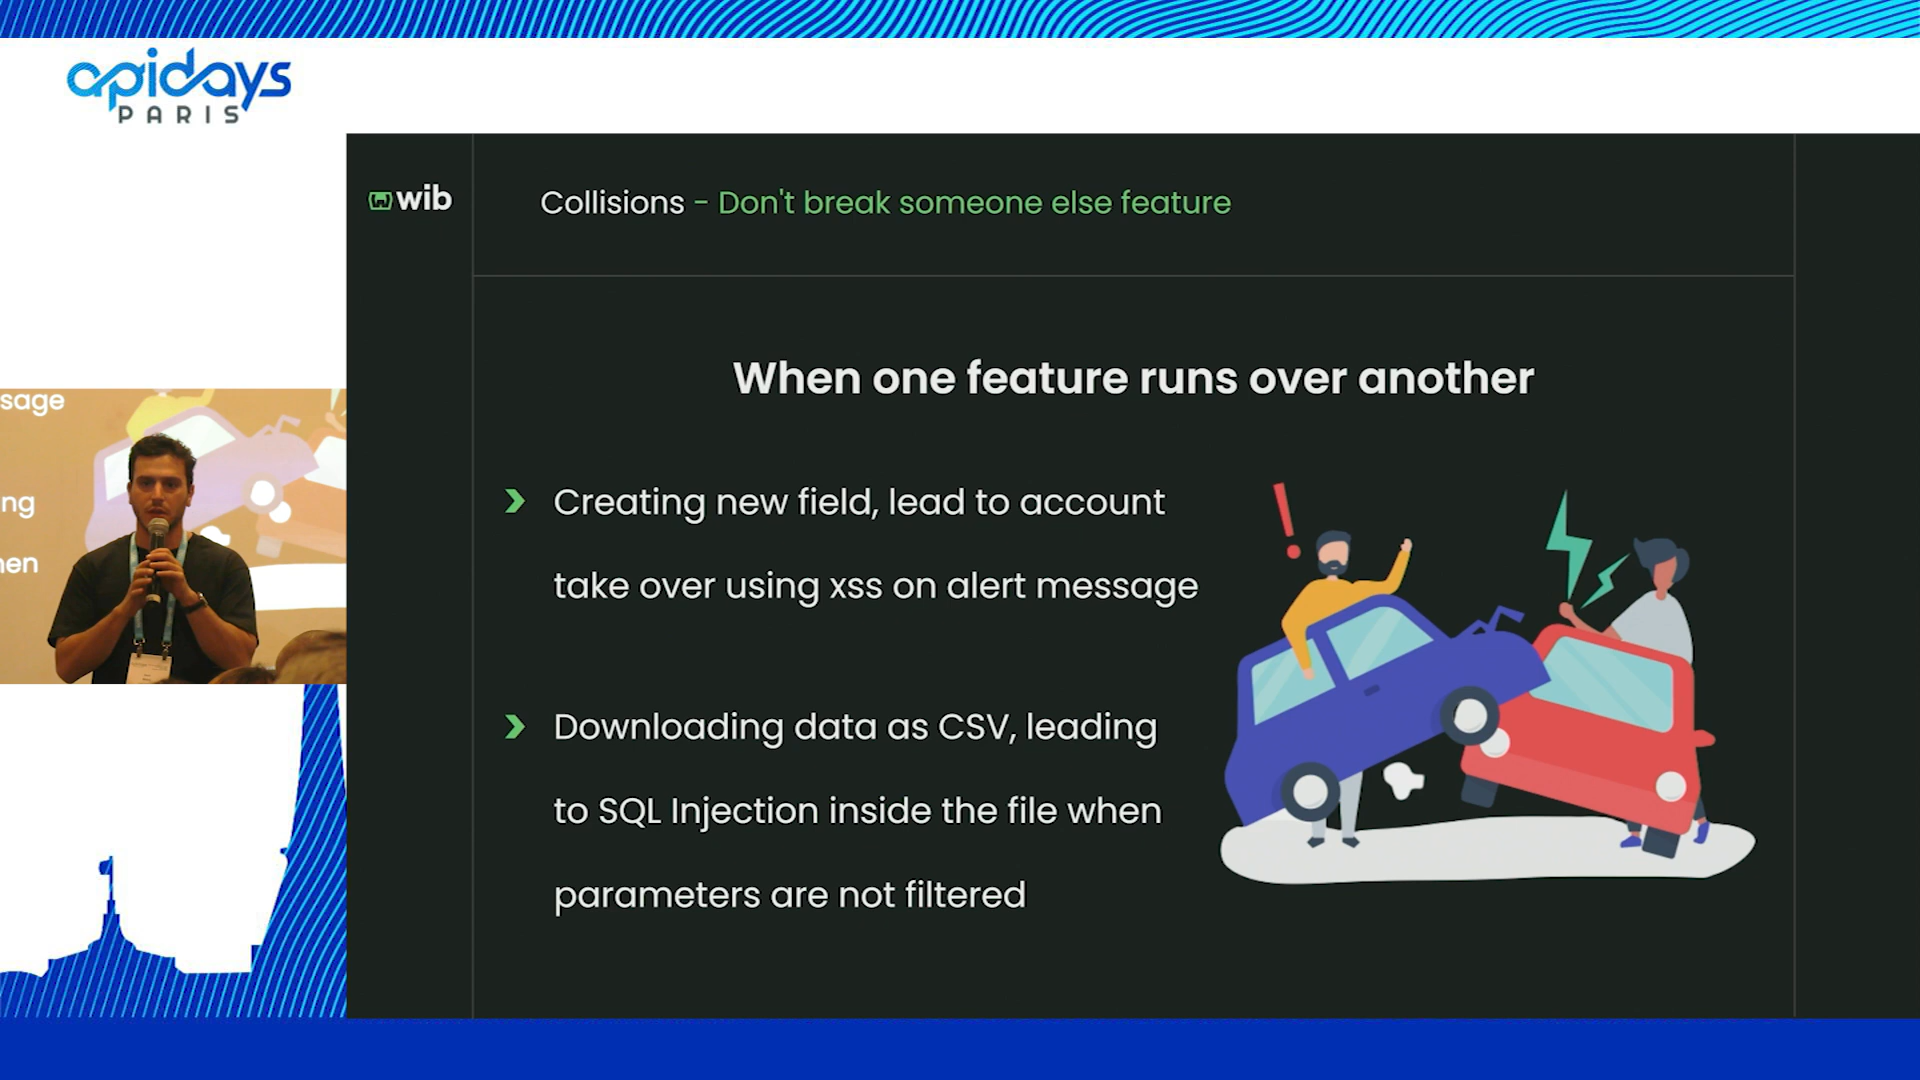 apidays
PARIS
wib
Collisions - Don't break someone else feature
When one feature runs over another
Creating new field, lead to account
take over using xss on alert message
Downloading data as CSV, leading
to SQL Injection inside the file when
parameters are not filtered
sage
ng
en